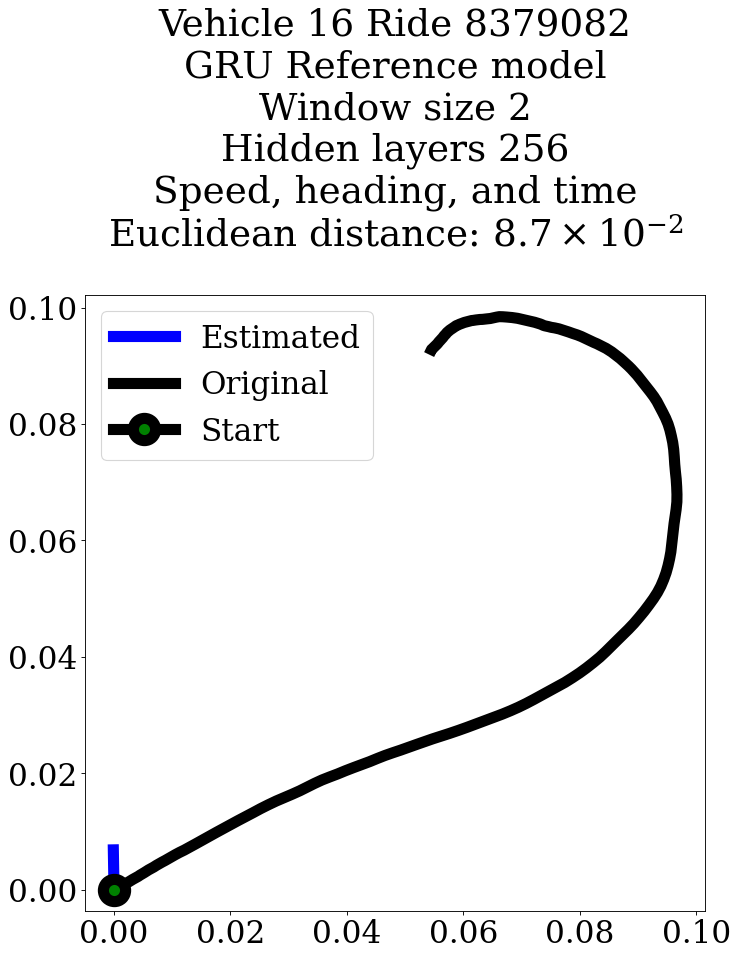 Vehicle 16 Ride 8379082
GRU Reference model
Window size 2
Hidden layers 256
Speed, heading, and time
Euclidean distance: 8.7 × 10⁻²
0.10
0.08
0.06
0.04
0.02
0.00
Estimated
Original
Start
0.00 0.02 0.04 0.06 0.08 0.10